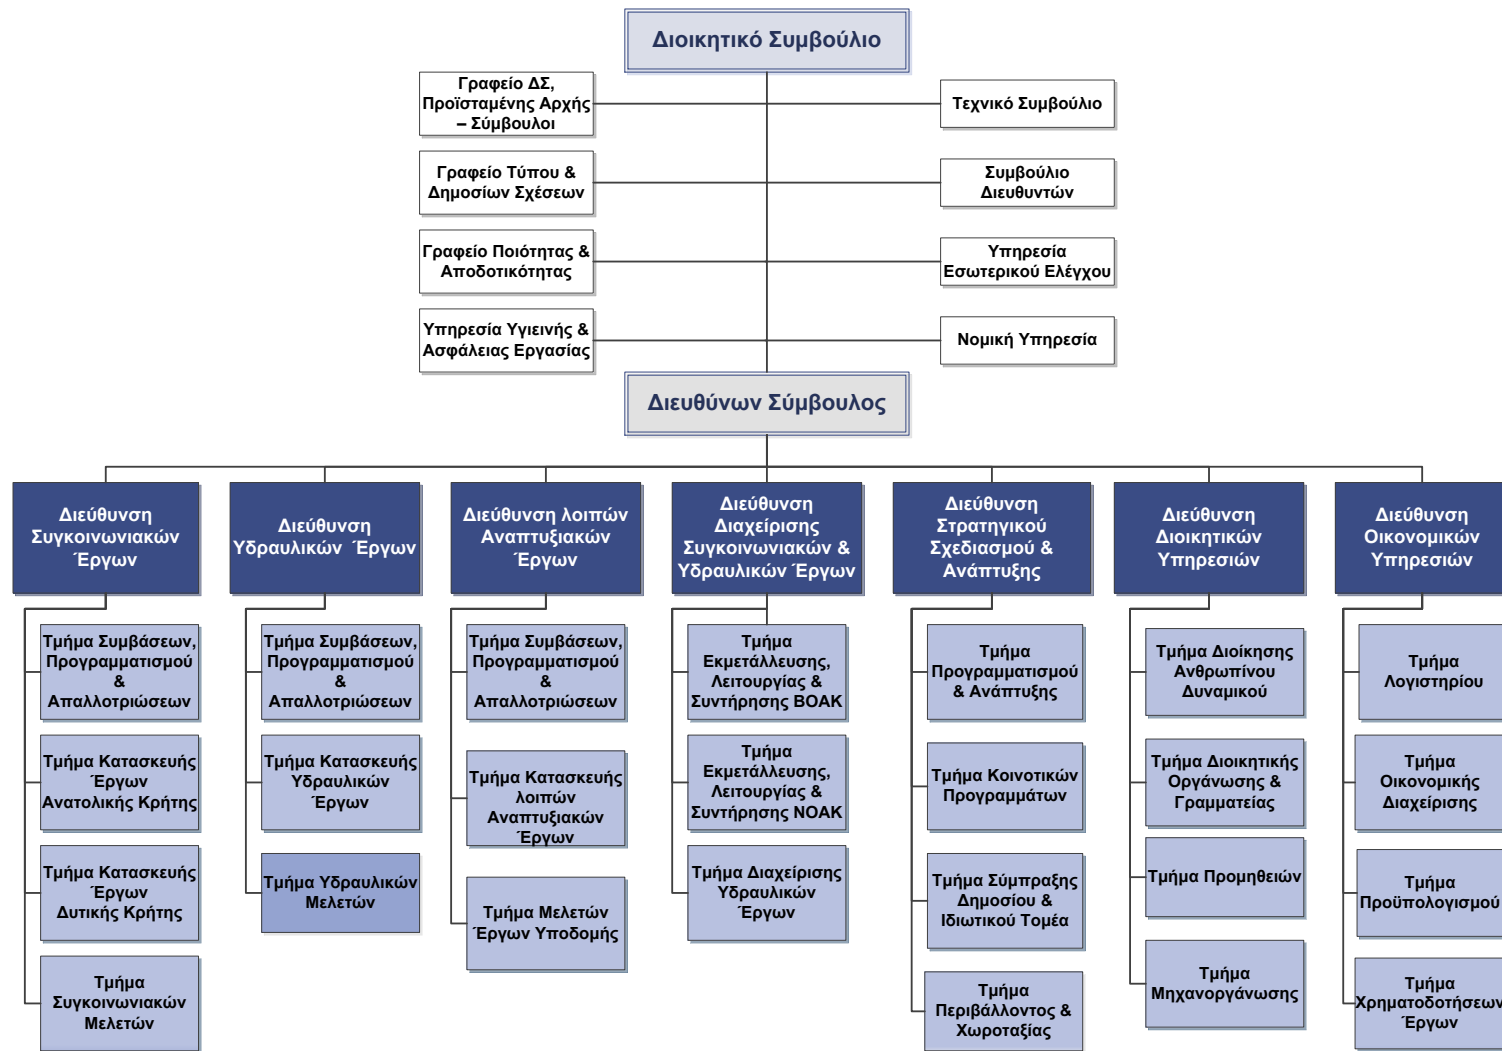 Διοικητικό Συμβούλιο
Γραφείο ΔΣ,
Προϊσταμένης Αρχής
– Σύμβουλοι
Τεχνικό Συμβούλιο
Γραφείο Τύπου &
Δημοσίων Σχέσεων
Συμβούλιο
Διευθυντών
Γραφείο Ποιότητας &
Αποδοτικότητας
Υπηρεσία
Εσωτερικού Ελέγχου
Υπηρεσία Υγιεινής &
Ασφάλειας Εργασίας
Νομική Υπηρεσία
Διευθύνων Σύμβουλος
Διεύθυνση
Συγκοινωνιακών
Έργων
Διεύθυνση
Υδραυλικών Έργων
Διεύθυνση λοιπών
Αναπτυξιακών
Έργων
Διεύθυνση
Διαχείρισης
Συγκοινωνιακών &
Υδραυλικών Έργων
Διεύθυνση
Στρατηγικού
Σχεδιασμού &
Ανάπτυξης
Διεύθυνση
Διοικητικών
Υπηρεσιών
Διεύθυνση
Οικονομικών
Υπηρεσιών
Τμήμα Συμβάσεων,
Προγραμματισμού
&
Απαλλοτριώσεων
Τμήμα Κατασκευής
Έργων
Ανατολικής Κρήτης
Τμήμα Κατασκευής
Έργων
Δυτικής Κρήτης
Τμήμα
Συγκοινωνιακών
Μελετών
Τμήμα Συμβάσεων,
Προγραμματισμού
&
Απαλλοτριώσεων
Τμήμα Κατασκευής
Υδραυλικών
Έργων
Τμήμα Υδραυλικών
Μελετών
Τμήμα Συμβάσεων,
Προγραμματισμού
&
Απαλλοτριώσεων
Τμήμα Κατασκευής
λοιπών
Αναπτυξιακών
Έργων
Τμήμα Μελετών
Έργων Υποδομής
Τμήμα
Εκμετάλλευσης,
Λειτουργίας &
Συντήρησης ΒΟΑΚ
Τμήμα
Εκμετάλλευσης,
Λειτουργίας &
Συντήρησης ΝΟΑΚ
Τμήμα Διαχείρισης
Υδραυλικών
Έργων
Τμήμα
Προγραμματισμού
& Ανάπτυξης
Τμήμα Κοινοτικών
Προγραμμάτων
Τμήμα Σύμπραξης
Δημοσίου &
Ιδιωτικού Τομέα
Τμήμα
Περιβάλλοντος &
Χωροταξίας
Τμήμα Διοίκησης
Ανθρωπίνου
Δυναμικού
Τμήμα Διοικητικής
Οργάνωσης &
Γραμματείας
Τμήμα Προμηθειών
Τμήμα
Μηχανοργάνωσης
Τμήμα
Λογιστηρίου
Τμήμα
Οικονομικής
Διαχείρισης
Τμήμα
Προϋπολογισμού
Τμήμα
Χρηματοδοτήσεων
Έργων